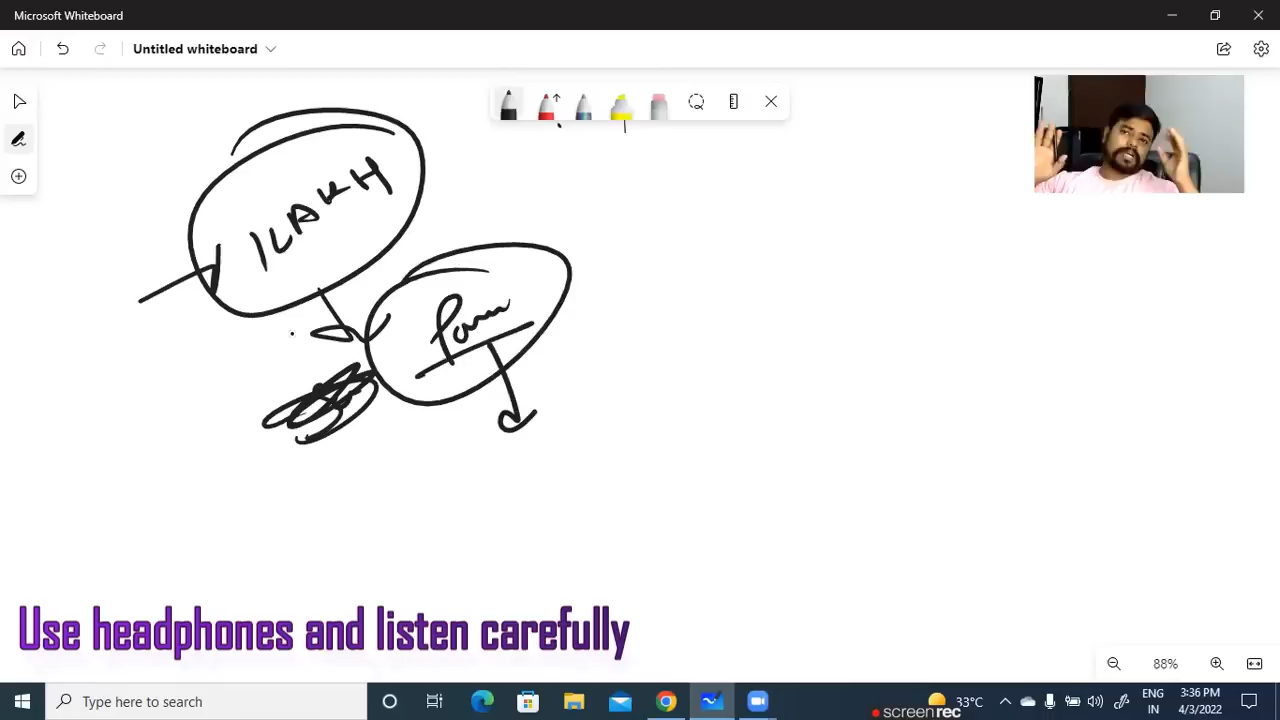 Microsoft Whiteboard
Untitled whiteboard
1LAKH
Use headphones and listen carefully
88%
Type here to search
33°C
ENG
IN
3:36 PM
4/3/2022
screenrec